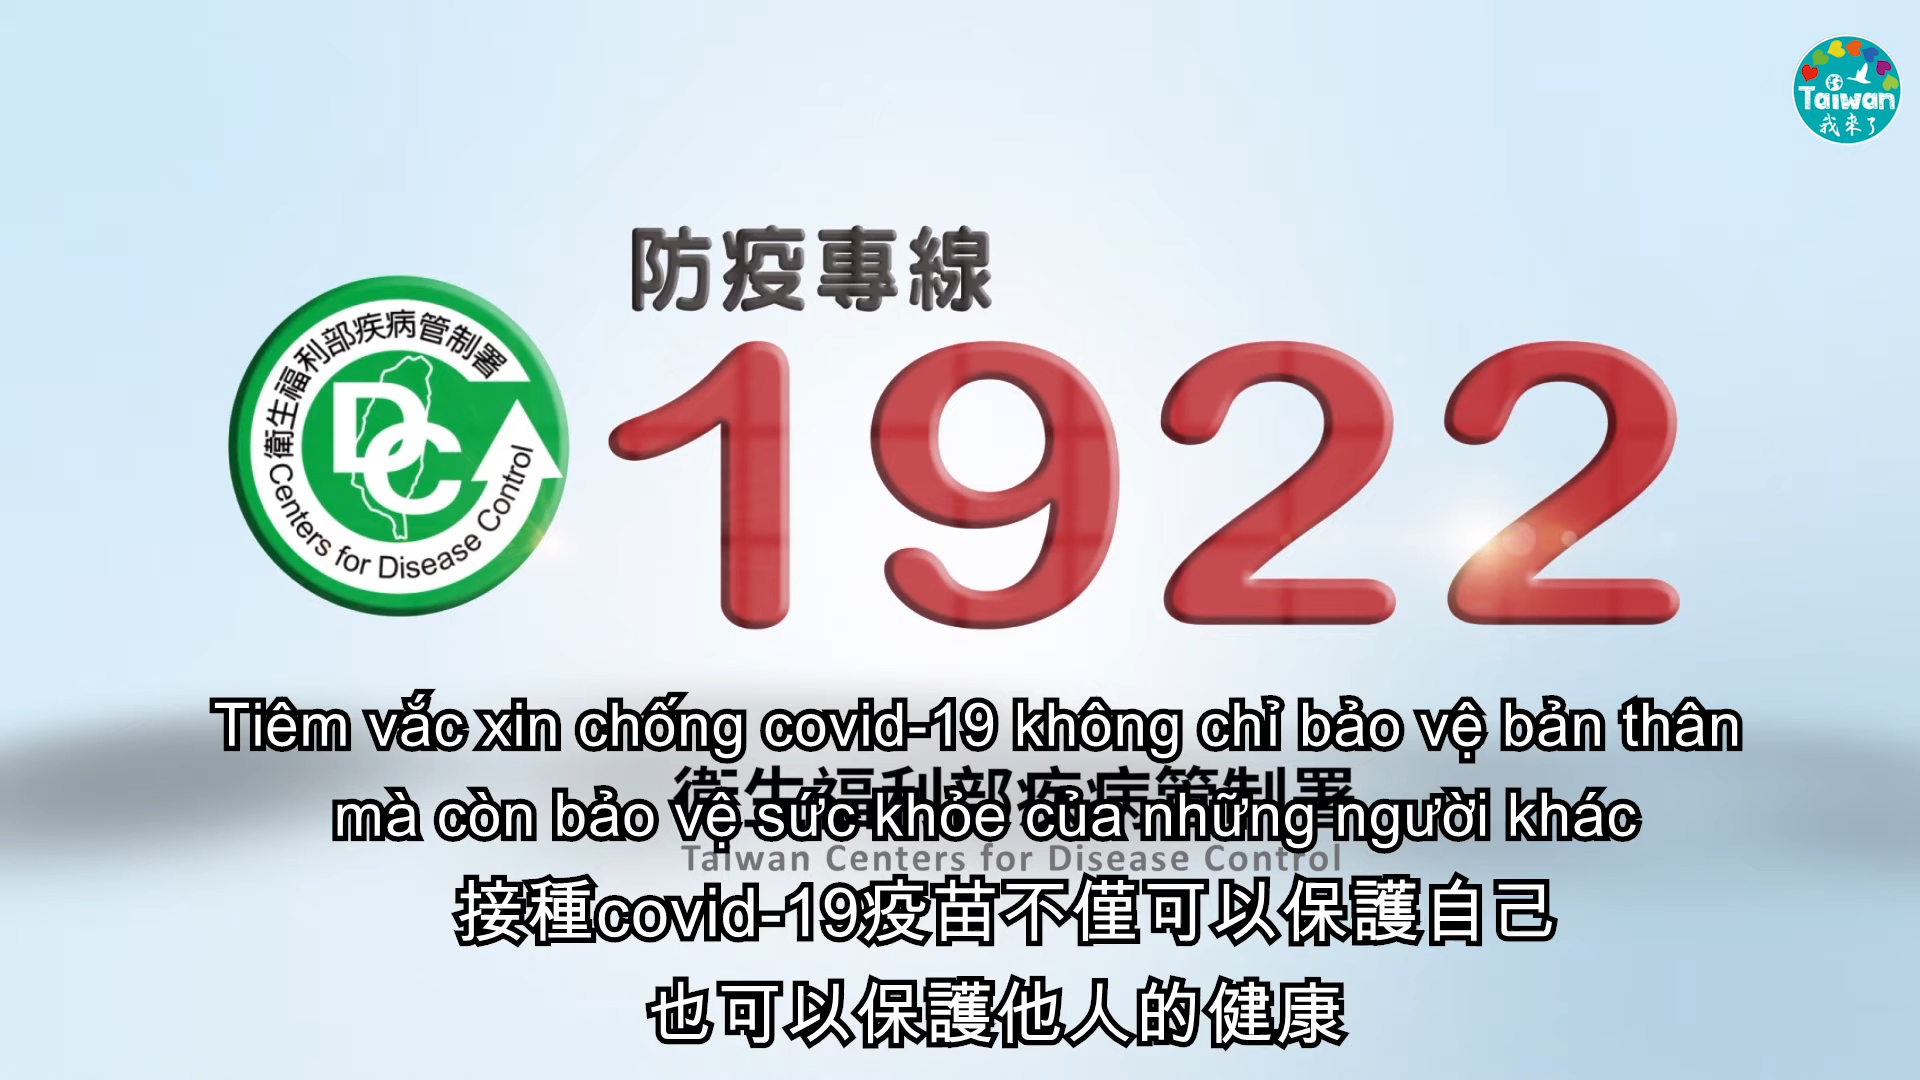 Taiwan
我來了
防疫專線
1922
衛生福利部疾病管制署
DC
Centers for Disease Control
Tiêm vắc xin chống covid-19 không chỉ bảo vệ bản thân
衛生福利部疾病管制署
mà còn bảo vệ sức khỏe của những người khác
Taiwan Centers for Disease Control
接種covid-19疫苗不僅可以保護自己
也可以保護他人的健康